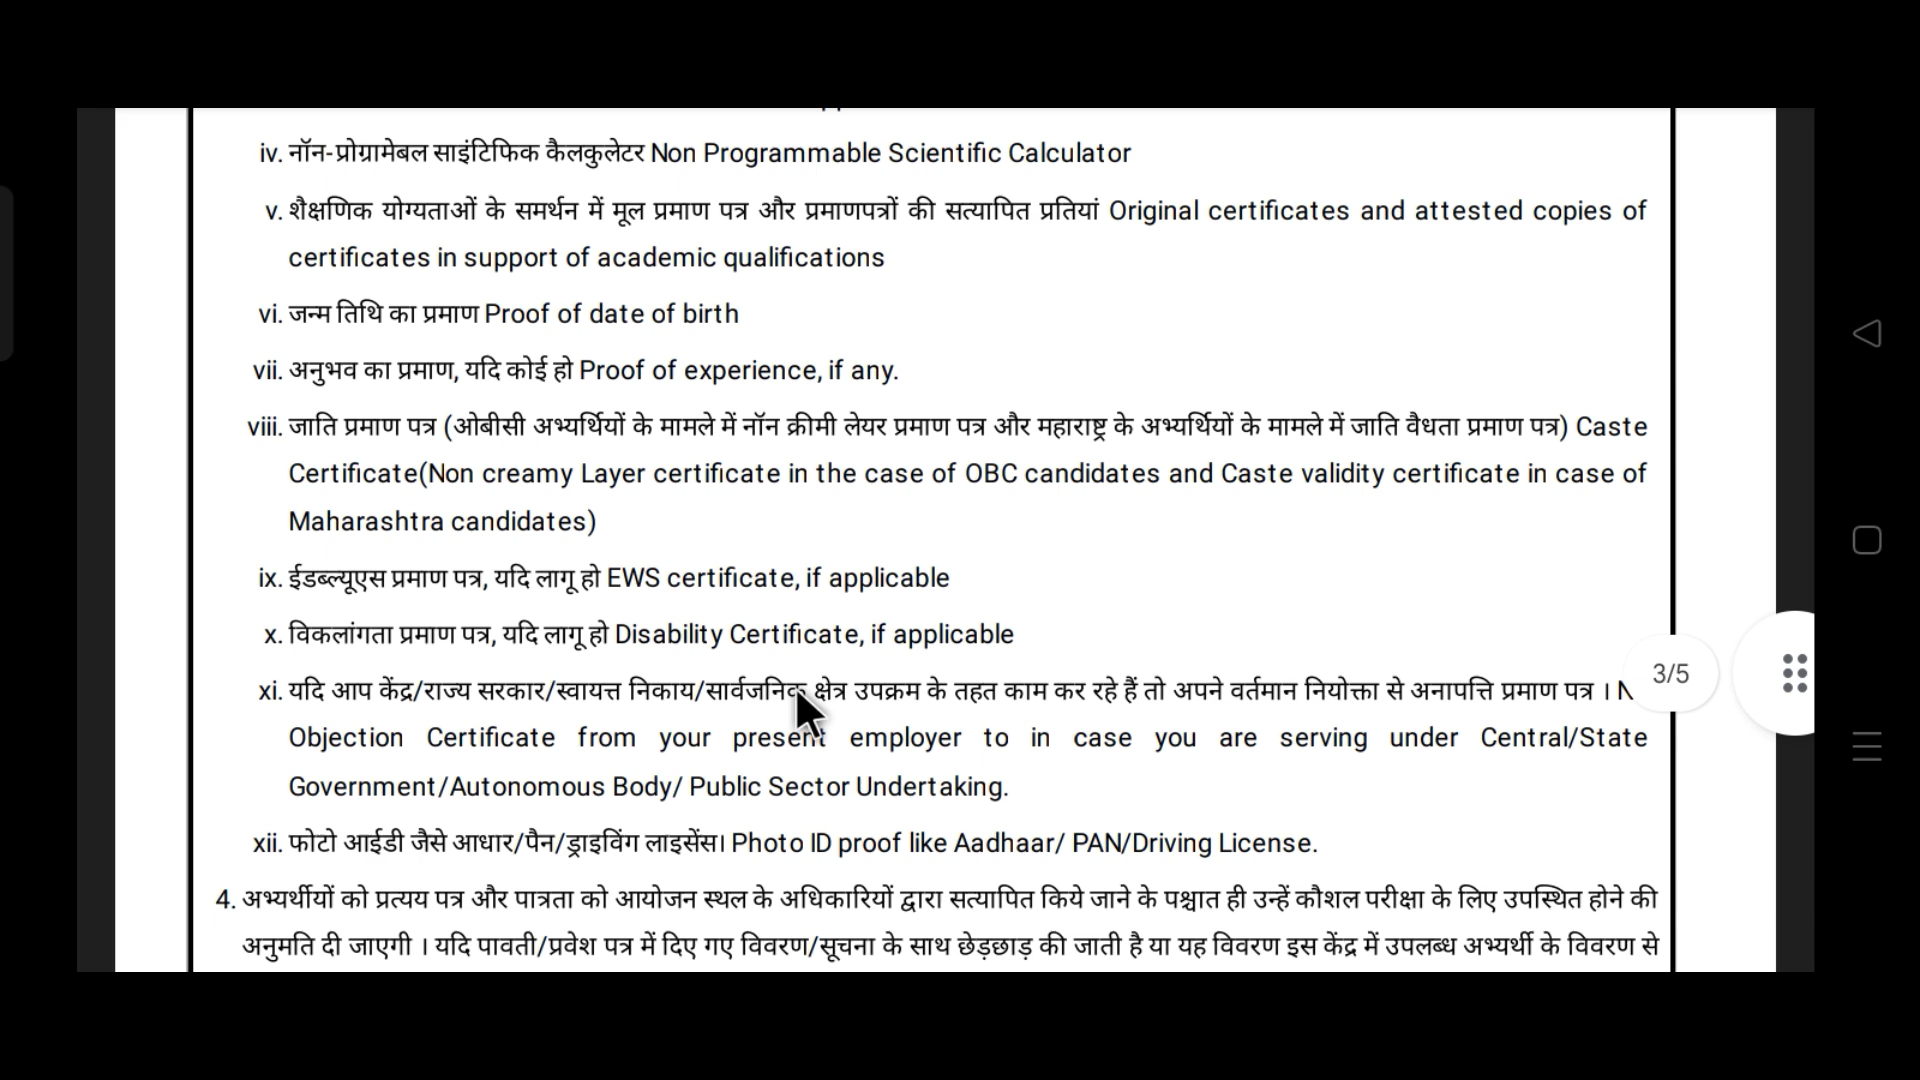 iv. नॉन-प्रोग्रामेबल साइंटिफिक कैलकुलेटर Non Programmable Scientific Calculator
v. शैक्षणिक योग्यताओं के समर्थन में मूल प्रमाण पत्र और प्रमाणपत्रों की सत्यापित प्रतियां Original certificates and attested copies of
certificates in support of academic qualifications
vi. जन्म तिथि का प्रमाण Proof of date of birth
vii. अनुभव का प्रमाण, यदि कोई हो Proof of experience, if any.
viii. जाति प्रमाण पत्र (ओबीसी अभ्यर्थियों के मामले में नॉन क्रीमी लेयर प्रमाण पत्र और महाराष्ट्र के अभ्यर्थियों के मामले में जाति वैधता प्रमाण पत्र) Caste
Certificate(Non creamy Layer certificate in the case of OBC candidates and Caste validity certificate in case of
Maharashtra candidates)
ix. ईडब्ल्यूएस प्रमाण पत्र, यदि लागू हो EWS certificate, if applicable
x. विकलांगता प्रमाण पत्र, यदि लागू हो Disability Certificate, if applicable
xi. यदि आप केंद्र/राज्य सरकार/स्वायत्त निकाय/सार्वजनिक क्षेत्र उपक्रम के तहत काम कर रहे हैं तो अपने वर्तमान नियोक्ता से अनापत्ति प्रमाण पत्र ।
3/5
Objection Certificate from your present employer to in case you are serving under Central/State
Government/Autonomous Body/ Public Sector Undertaking.
xii. फोटो आईडी जैसे आधार/पैन/ड्राइविंग लाइसेंस। Photo ID proof like Aadhaar/ PAN/Driving License.
4. अभ्यर्थीयों को प्रत्यय पत्र और पात्रता को आयोजन स्थल के अधिकारियों द्वारा सत्यापित किये जाने के पश्चात ही उन्हें कौशल परीक्षा के लिए उपस्थित होने की
अनुमति दी जाएगी । यदि पावती/प्रवेश पत्र में दिए गए विवरण/सूचना के साथ छेड़छाड़ की जाती है या यह विवरण इस केंद्र में उपलब्ध अभ्यर्थी के विवरण से